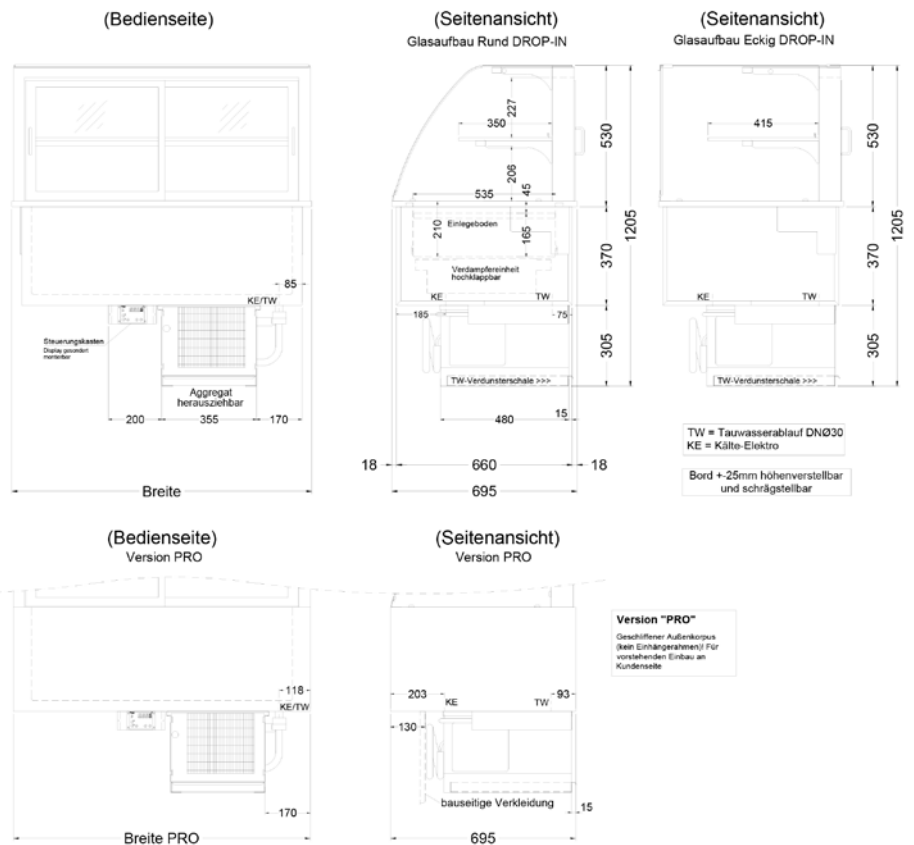 (Bedienseite)
(Seitenansicht)
Glasaufbau Rund DROP-IN
(Seitenansicht)
Glasaufbau Eckig DROP-IN
227
350
206
535
45
210
Einlegeboden
165
Verdampfereinheit
hochklappbar
KE
TW
185
75
TW-Verdunsterschale >>>
480
15
18
660
18
695
530
370
305
1205
415
KE
TW
TW-Verdunsterschale >>>
530
370
305
1205
85
KE/TW
Steuerungskasten
Display gesondert
montierbar
Aggregat
herausziehbar
200
355
170
Breite
TW = Tauwasserablauf DNØ30
KE = Kälte-Elektro
Bord +-25mm höhenverstellbar
und schrägstellbar
(Bedienseite)
Version PRO
(Seitenansicht)
Version PRO
118
KE/TW
170
Breite PRO
203
KE
TW
93
130
bauseitige Verkleidung
15
695
Version "PRO"
Geschliffener Außenkorpus
(kein Einhängerahmen)! Für
vorstehenden Einbau an
Kundenseite